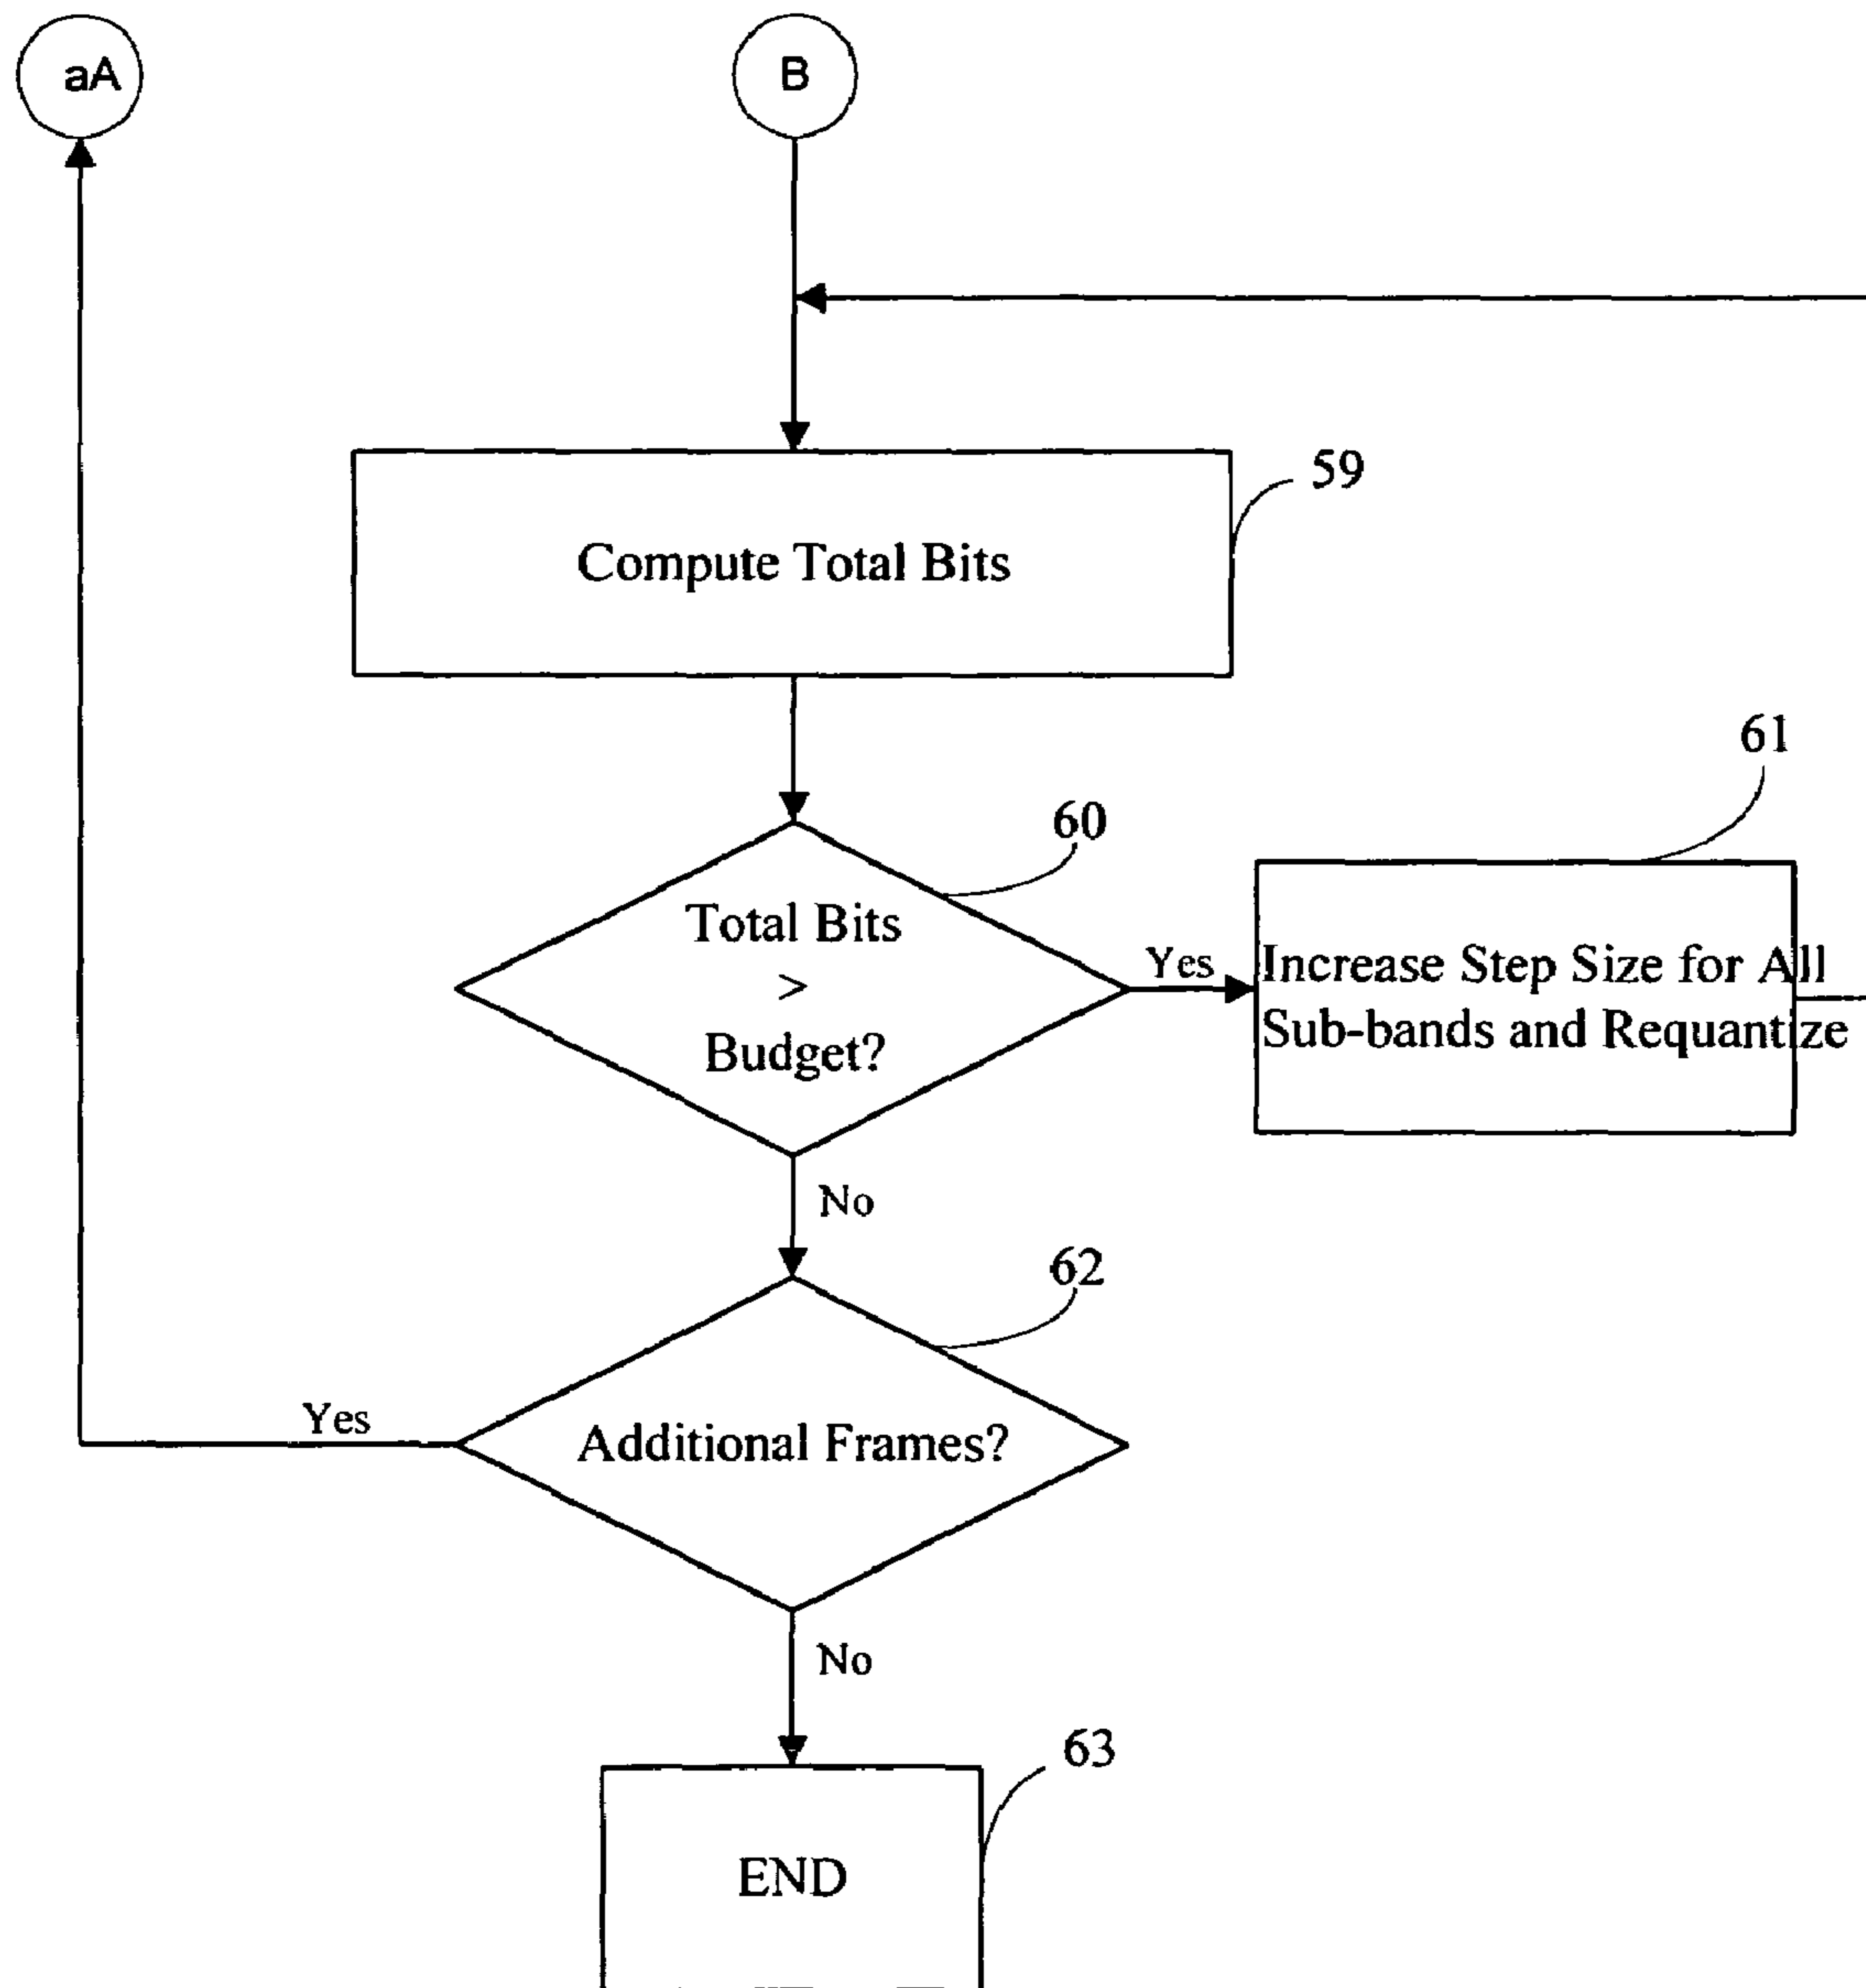 aA
B
59
Compute Total Bits
61
60
Total Bits
>
Budget?
Yes
Increase Step Size for All
Sub-bands and Requantize
No
62
Yes
Additional Frames?
No
63
END